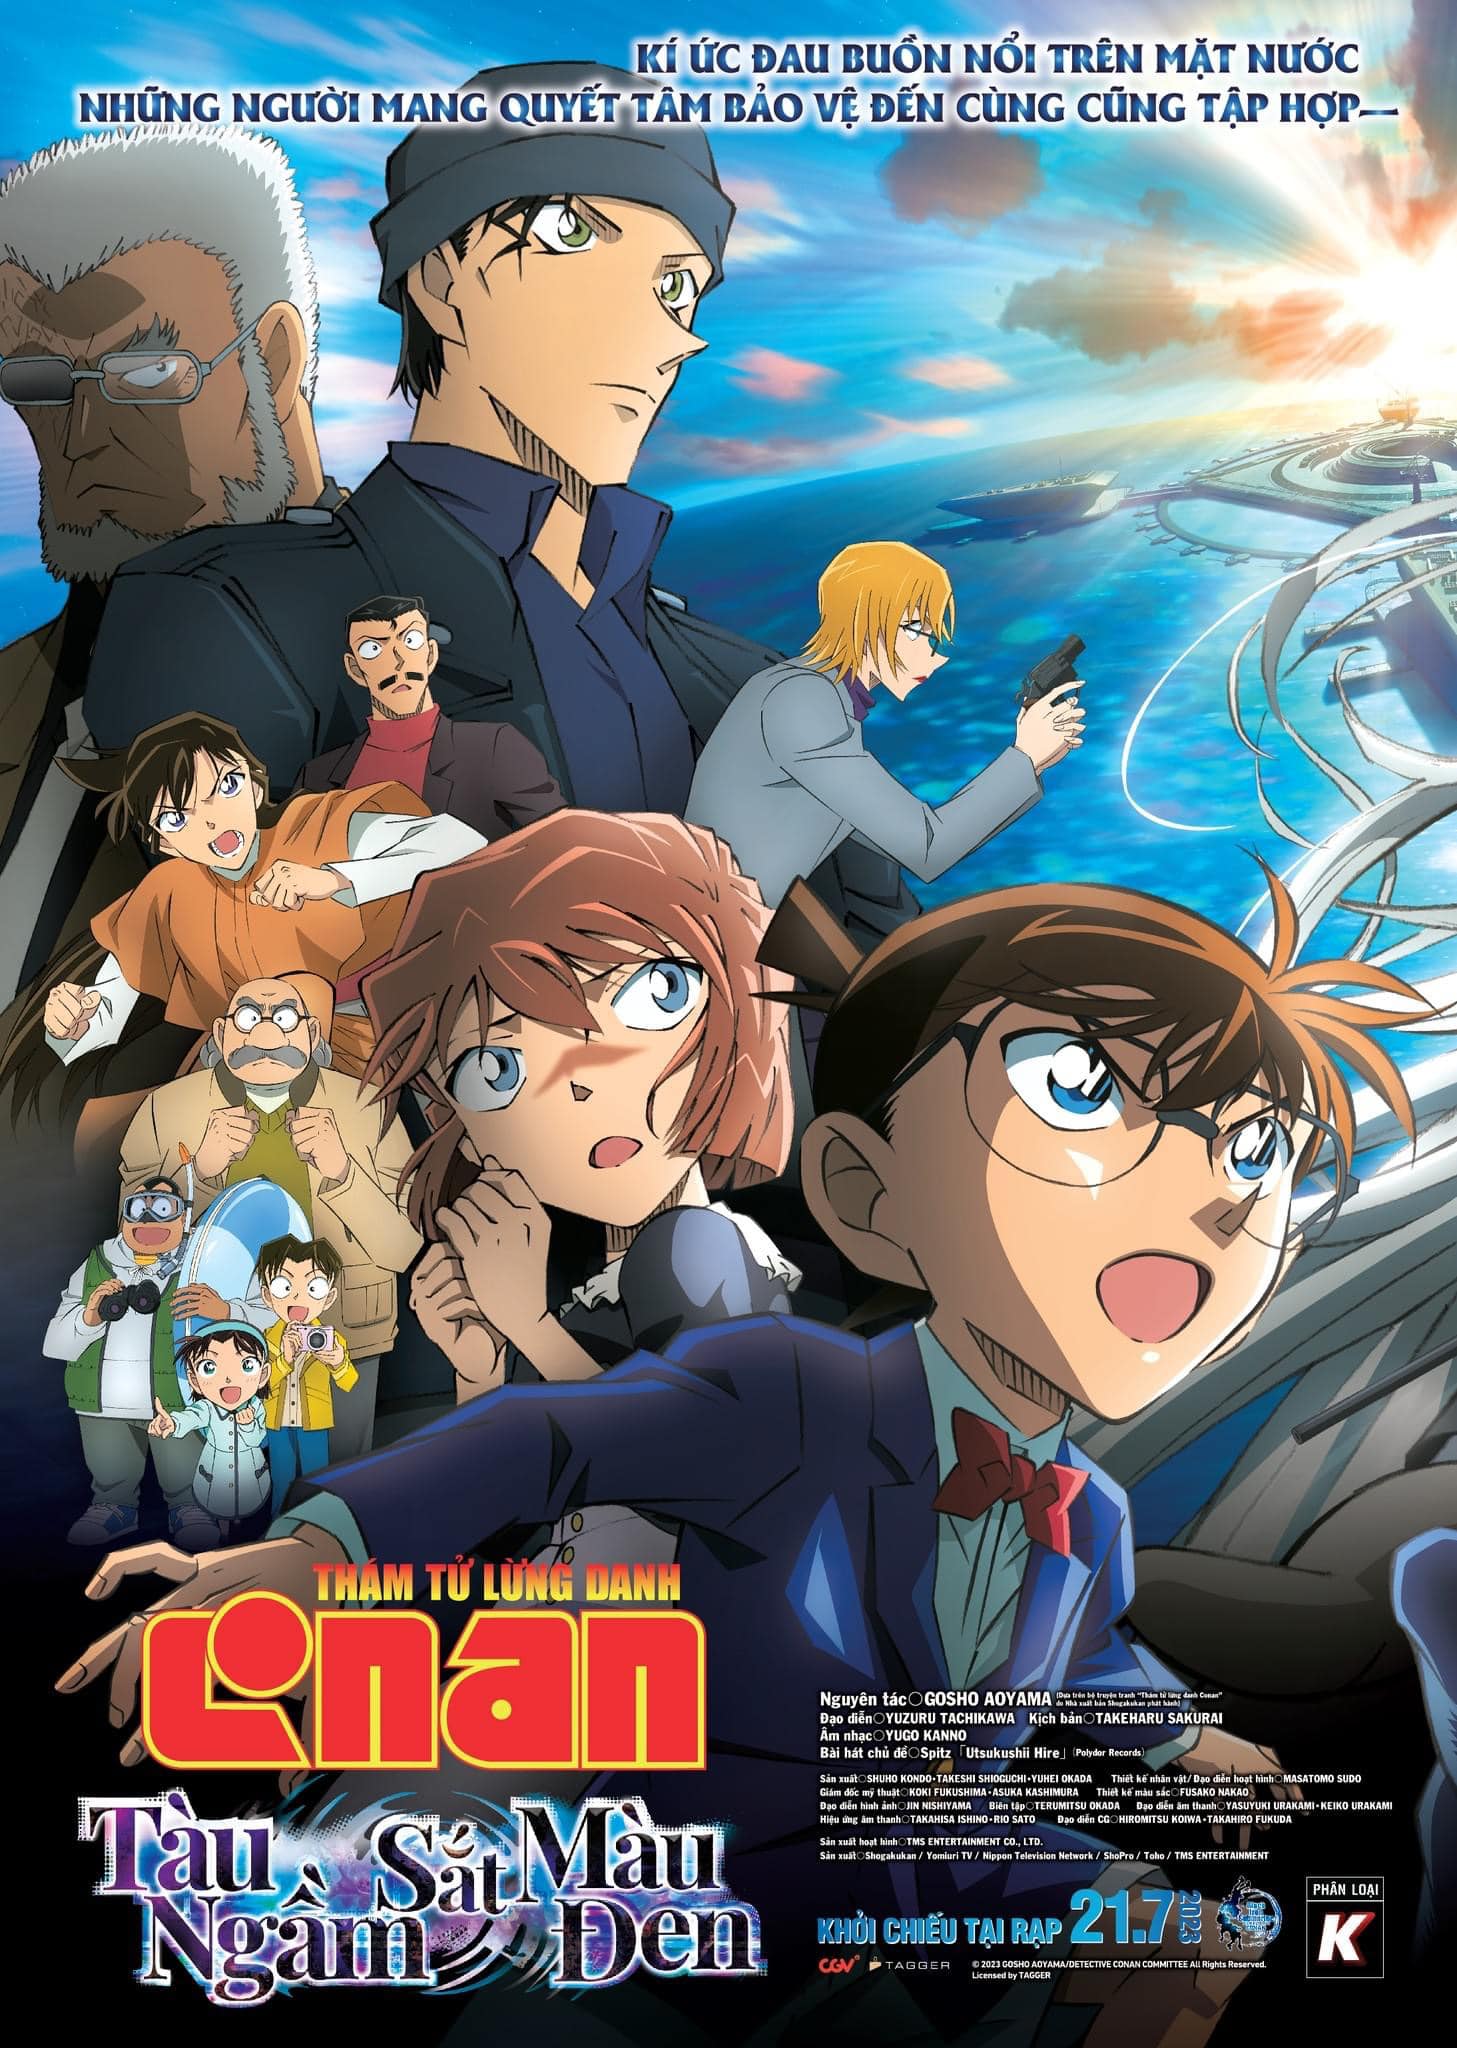 KÍ ỨC ĐAU BUỒN NỔI TRÊN MẶT NƯỚC
NHỮNG NGƯỜI MANG QUYẾT TÂM BẢO VỆ ĐẾN CÙNG CŨNG TẬP HỢP—
THÁM TỬ LỪNG DANH
CONAN
Tàu Ngầm Sắt Màu Đen
Nguyên tác○GOSHO AOYAMA (Dựa trên bộ truyện tranh "Thám tử lừng danh Conan" do Nhà xuất bản Shogakukan phát hành)
Đạo diễn○YUZURU TACHIKAWA Kịch bản○TAKEHARU SAKURAI
Âm nhạc○YUGO KANNO
Bài hát chủ đề○Spitz「Utsukushii Hire」(Polydor Records)
Sản xuất○SHUHO KONDO・TAKESHI SHIOGUCHI・YUHEI OKADA Thiết kế nhân vật/ Đạo diễn hoạt hình○MASATOMO SUDO
Giám đốc mỹ thuật○KOKI FUKUSHIMA・ASUKA KASHIMURA Thiết kế màu sắc○FUSAKO NAKAO
Đạo diễn hình ảnh○JIN NISHIYAMA Biên tập○TERUMITSU OKADA Đạo diễn âm thanh○YASUYUKI URAKAMI・KEIKO URAKAMI
Hiệu ứng âm thanh○TAKAHISA ISHINO・RIO SATO Đạo diễn CG○HIROMITSU KOIWA・TAKAHIRO FUKUDA
Sản xuất hoạt hình○TMS ENTERTAINMENT CO., LTD.
Sản xuất○Shogakukan / Yomiuri TV / Nippon Television Network / ShoPro / Toho / TMS ENTERTAINMENT
KHỞI CHIẾU TẠI RẠP 21.7 2023
PHÂN LOẠI
K
CGV TAGGER © 2023 GOSHO AOYAMA/DETECTIVE CONAN COMMITTEE All Rights Reserved.
Licensed by TAGGER